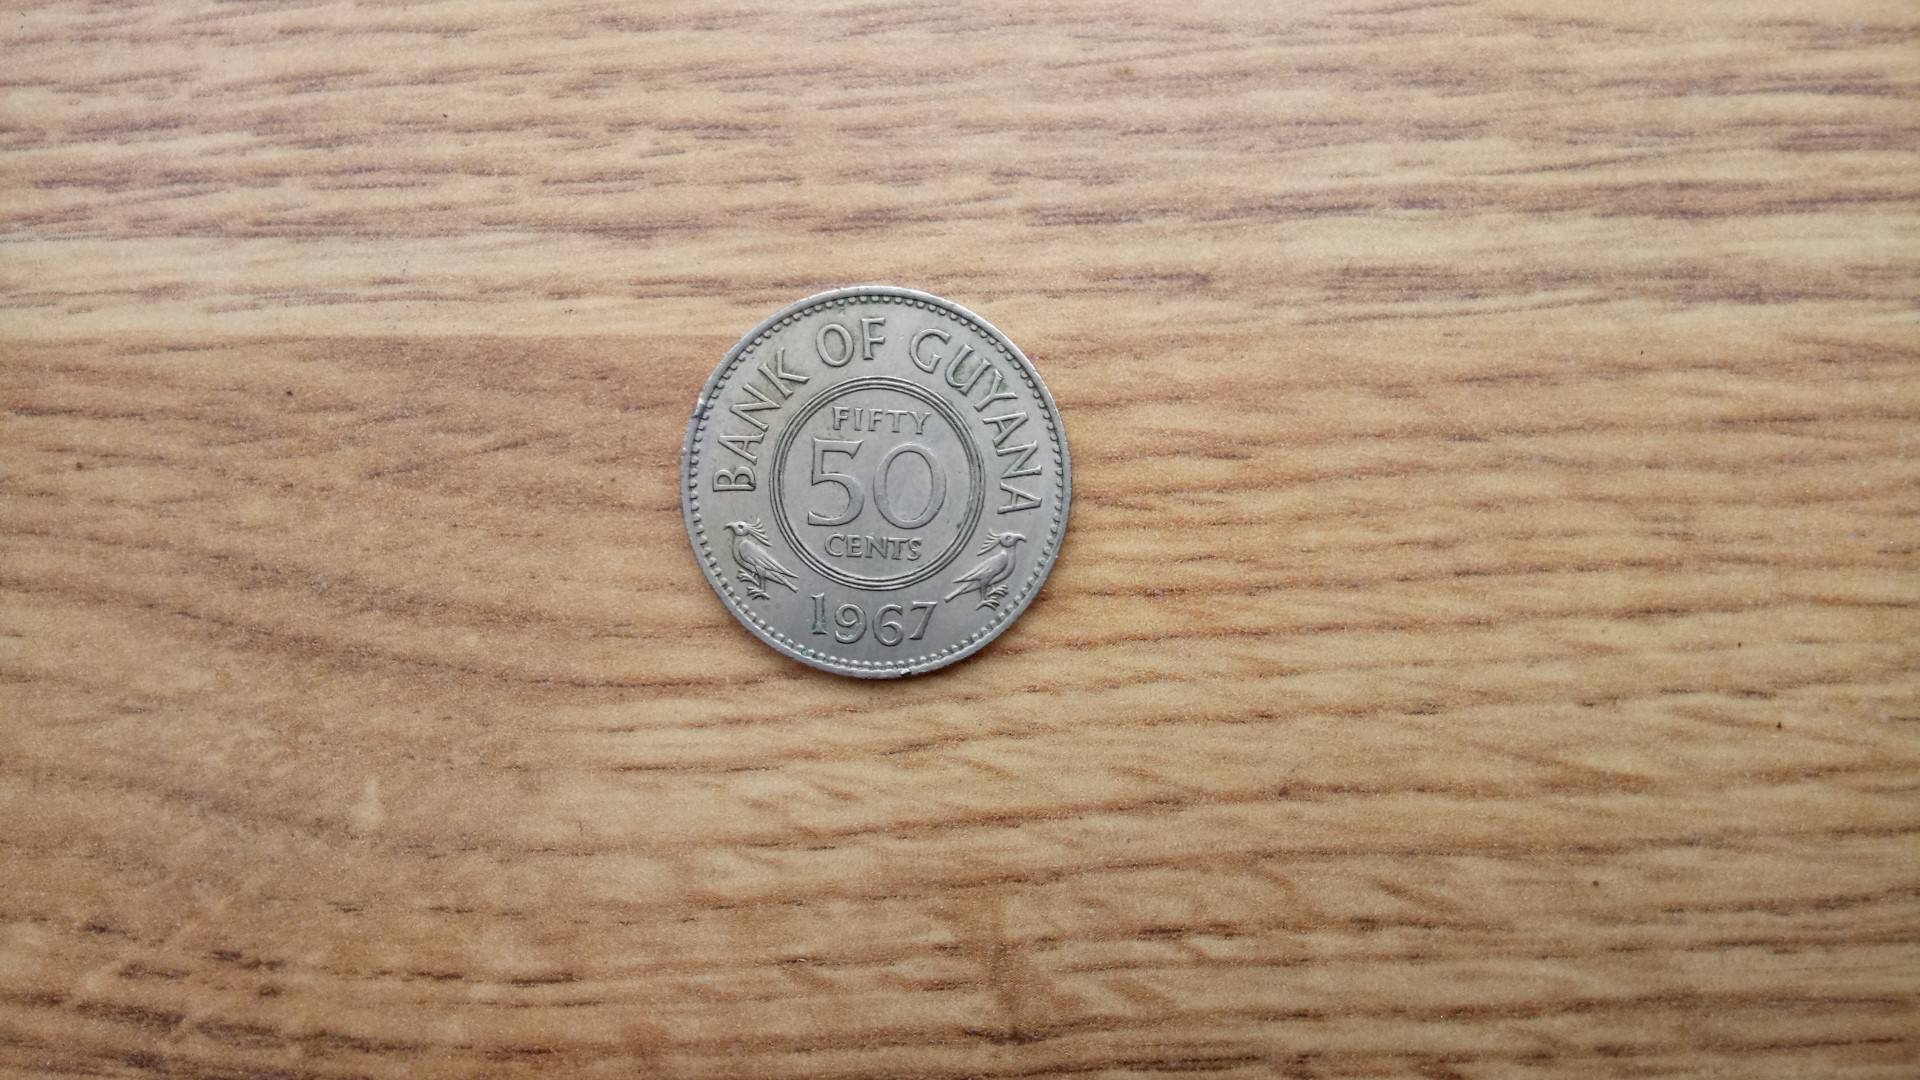 BANK OF GUYANA
FIFTY
50
CENTS
1967